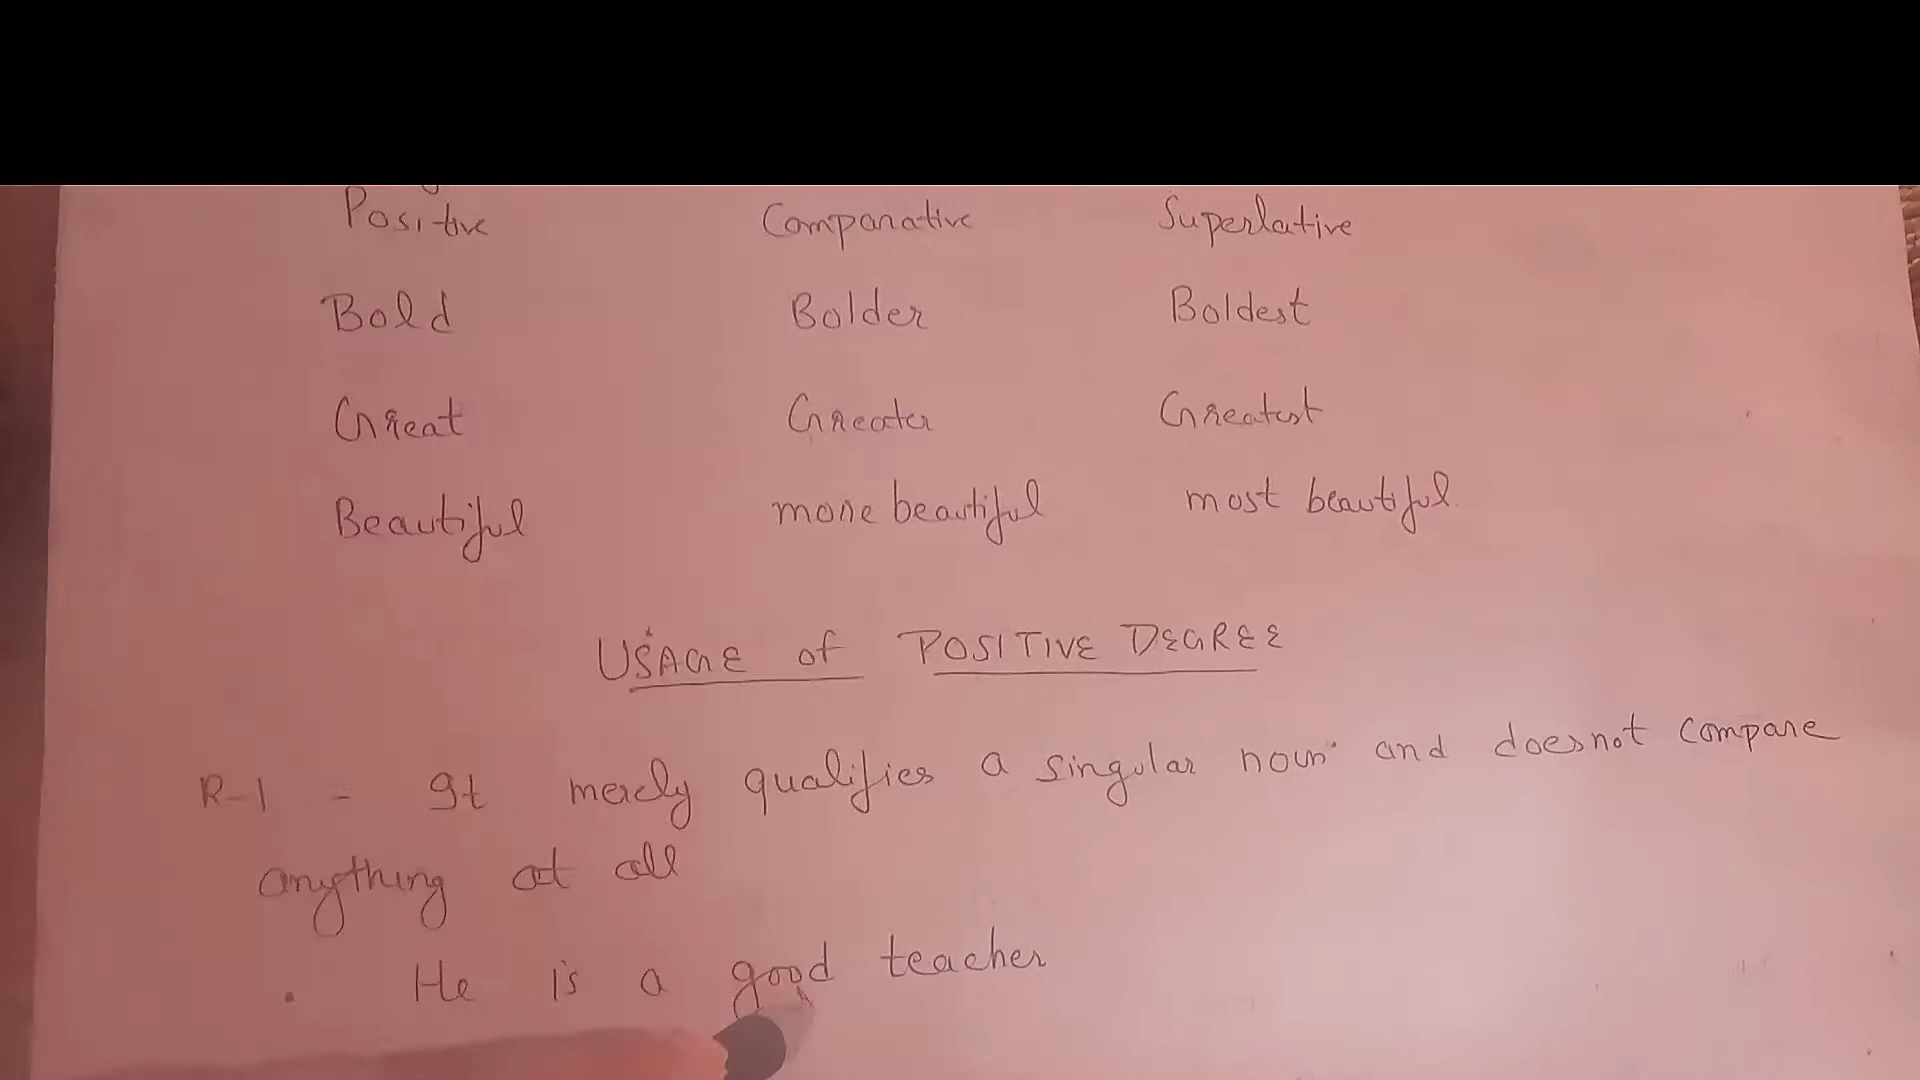 Positive Comparative Superlative
Bold Bolder Boldest
Great Greater Greatest
Beautiful more beautiful most beautiful.
USAGE of POSITIVE DEGREE
R-1 - It merely qualifies a singular noun and doesnot compare
anything at all
. He is a good teacher